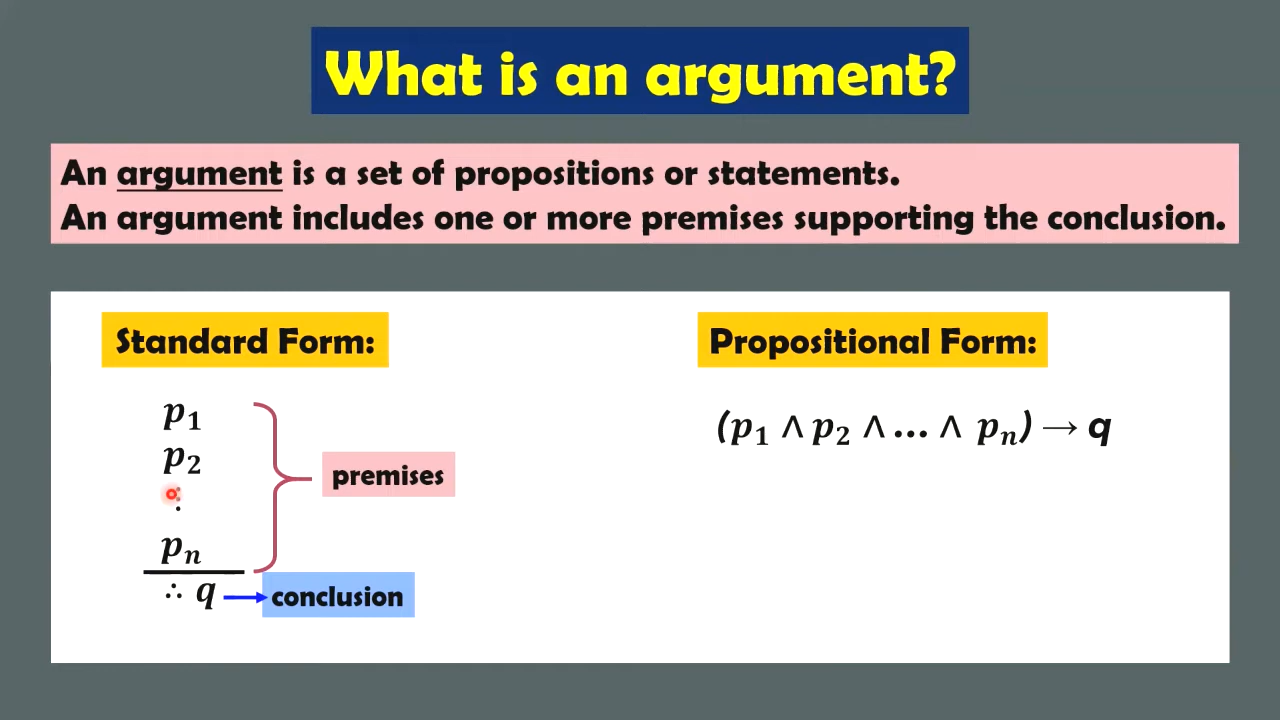 What is an argument?
An argument is a set of propositions or statements.
An argument includes one or more premises supporting the conclusion.
Standard Form:
p₁
p₂
⋮
pₙ
premises
∴ q
conclusion
Propositional Form:
(p₁ ∧ p₂ ∧ … ∧ pₙ) → q